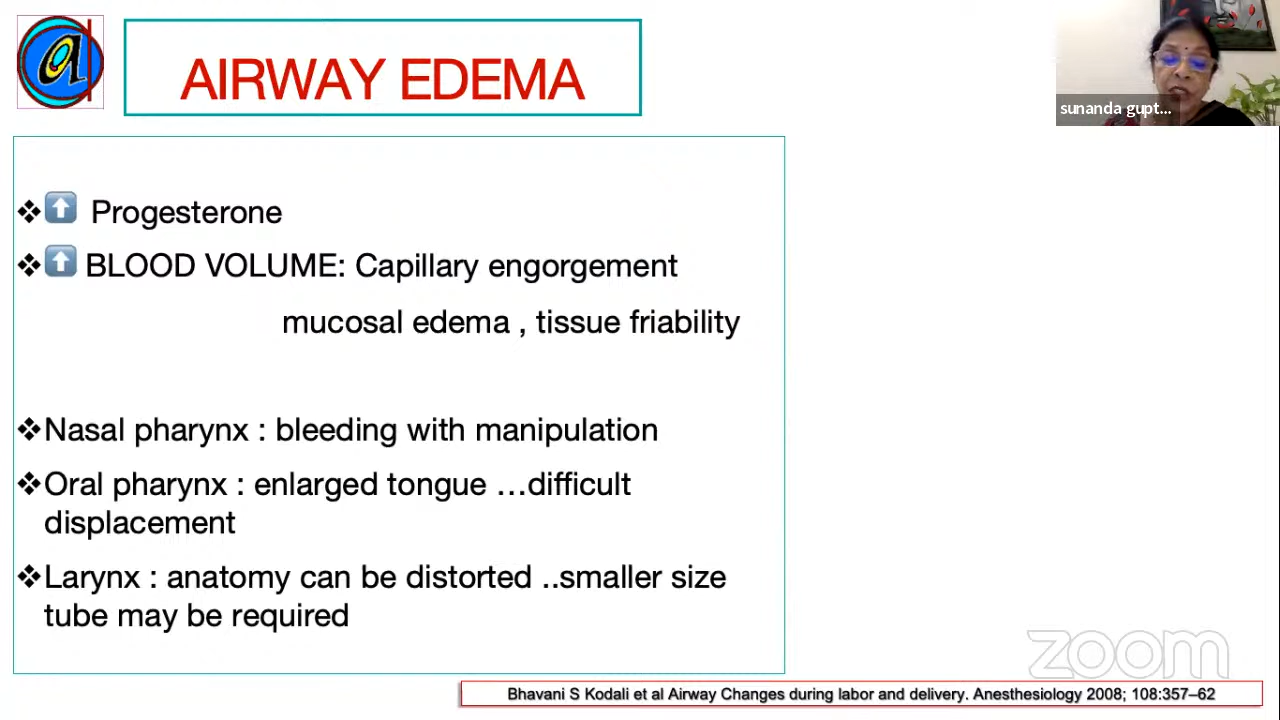 AIRWAY EDEMA
sunanda gupt...
❖⬆ Progesterone
❖⬆ BLOOD VOLUME: Capillary engorgement
mucosal edema , tissue friability
❖Nasal pharynx : bleeding with manipulation
❖Oral pharynx : enlarged tongue ...difficult
displacement
❖Larynx : anatomy can be distorted ..smaller size
tube may be required
zoom
Bhavani S Kodali et al Airway Changes during labor and delivery. Anesthesiology 2008; 108:357–62